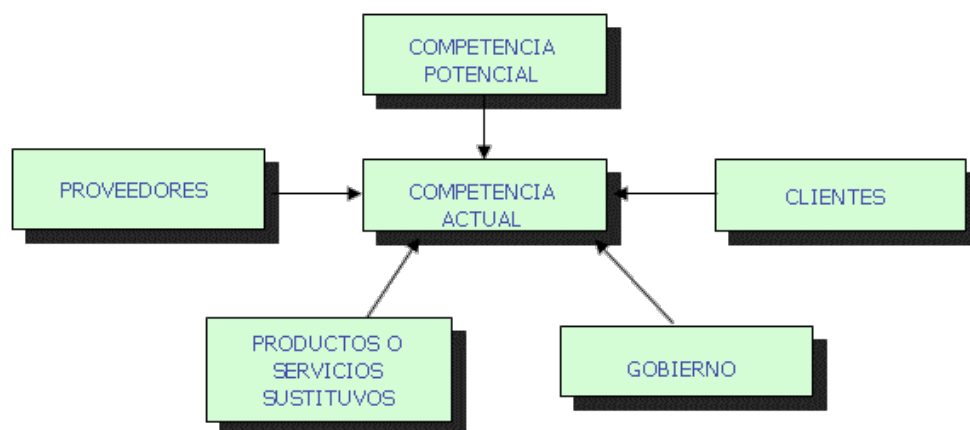 COMPETENCIA
POTENCIAL
PROVEEDORES
COMPETENCIA
ACTUAL
CLIENTES
PRODUCTOS O
SERVICIOS
SUSTITUVOS
GOBIERNO